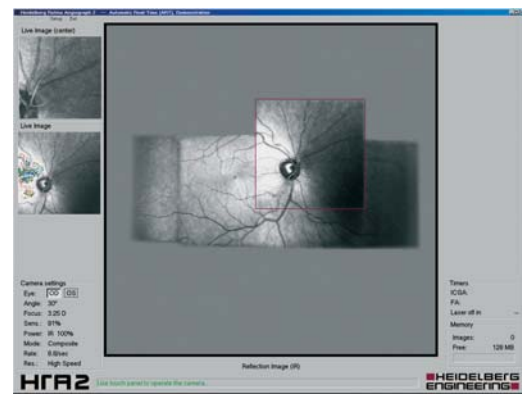 Heidelberg Retina Angiograph 2 — Automatic Real Time (ART), Demonstration
Setup Exit
Live Image (center)
Live Image
Camera settings
Eye: OD OS
Angle: 30°
Focus: 3.25 D
Sens.: 91%
Power: IR 100%
Mode: Composite
Rate: 8.8/sec
Res.: High Speed
Reflection Image (IR)
Timers
ICGA:
FA:
Laser off in --
Memory
Images: 0
Free: 128 MB
HRA2
Use touch panel to operate the camera.
HEIDELBERG
ENGINEERING